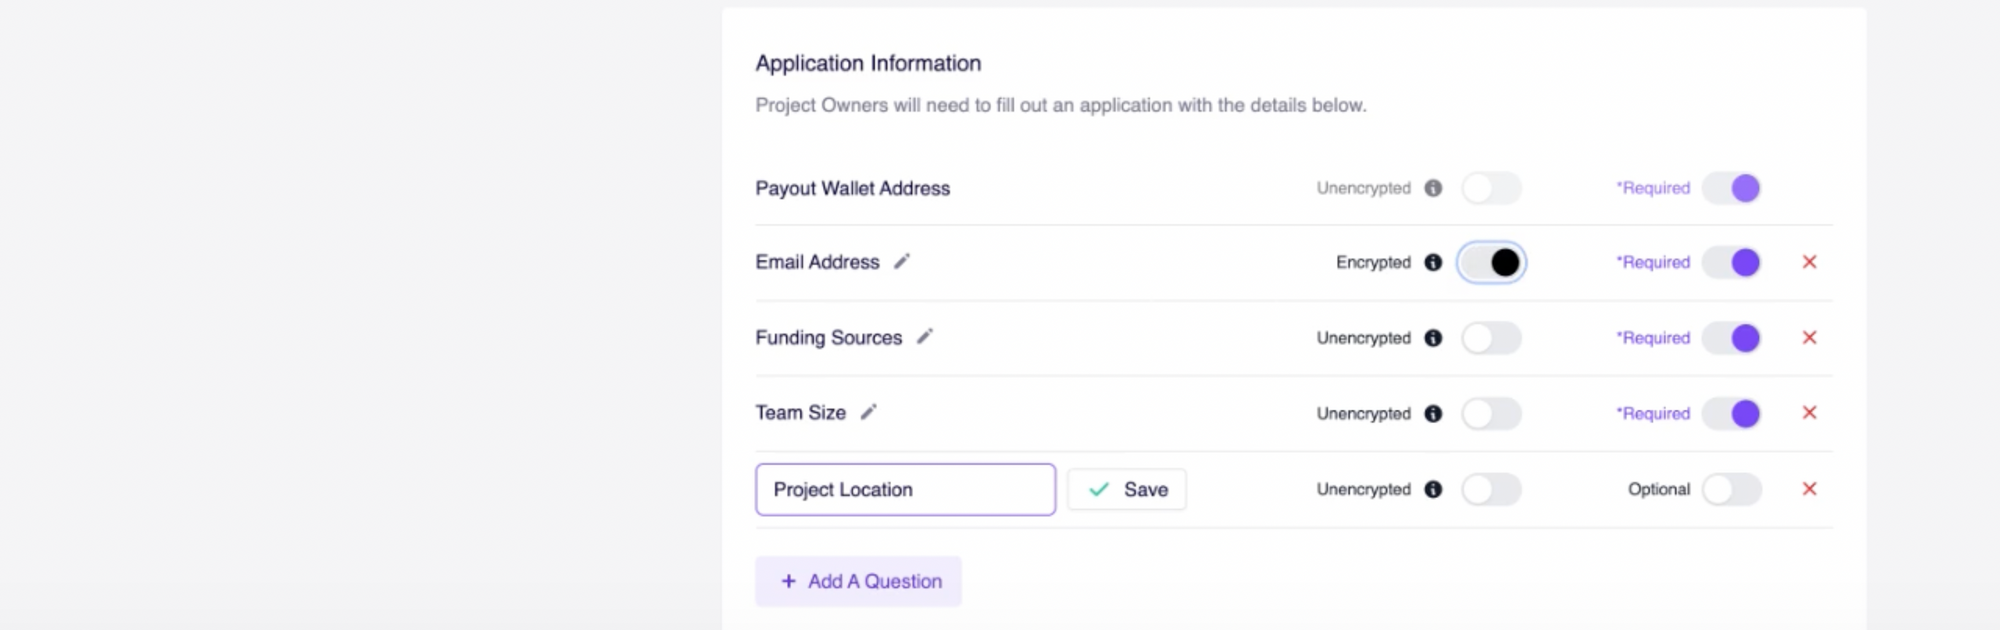 Application Information
Project Owners will need to fill out an application with the details below.
Payout Wallet Address Unencrypted *Required
Email Address Encrypted *Required
Funding Sources Unencrypted *Required
Team Size Unencrypted *Required
Project Location Save Unencrypted Optional
+ Add A Question